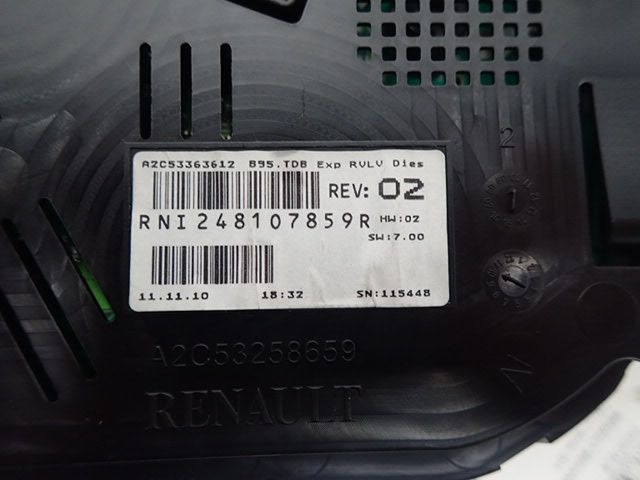 A2C53363612 B95.TDB Exp RVLV Dies
REV: 02
RNI248107859R HW:02
SW:7.00
11.11.10 18:32 SN:115448
A2C53258659
RENAULT
2
1
1